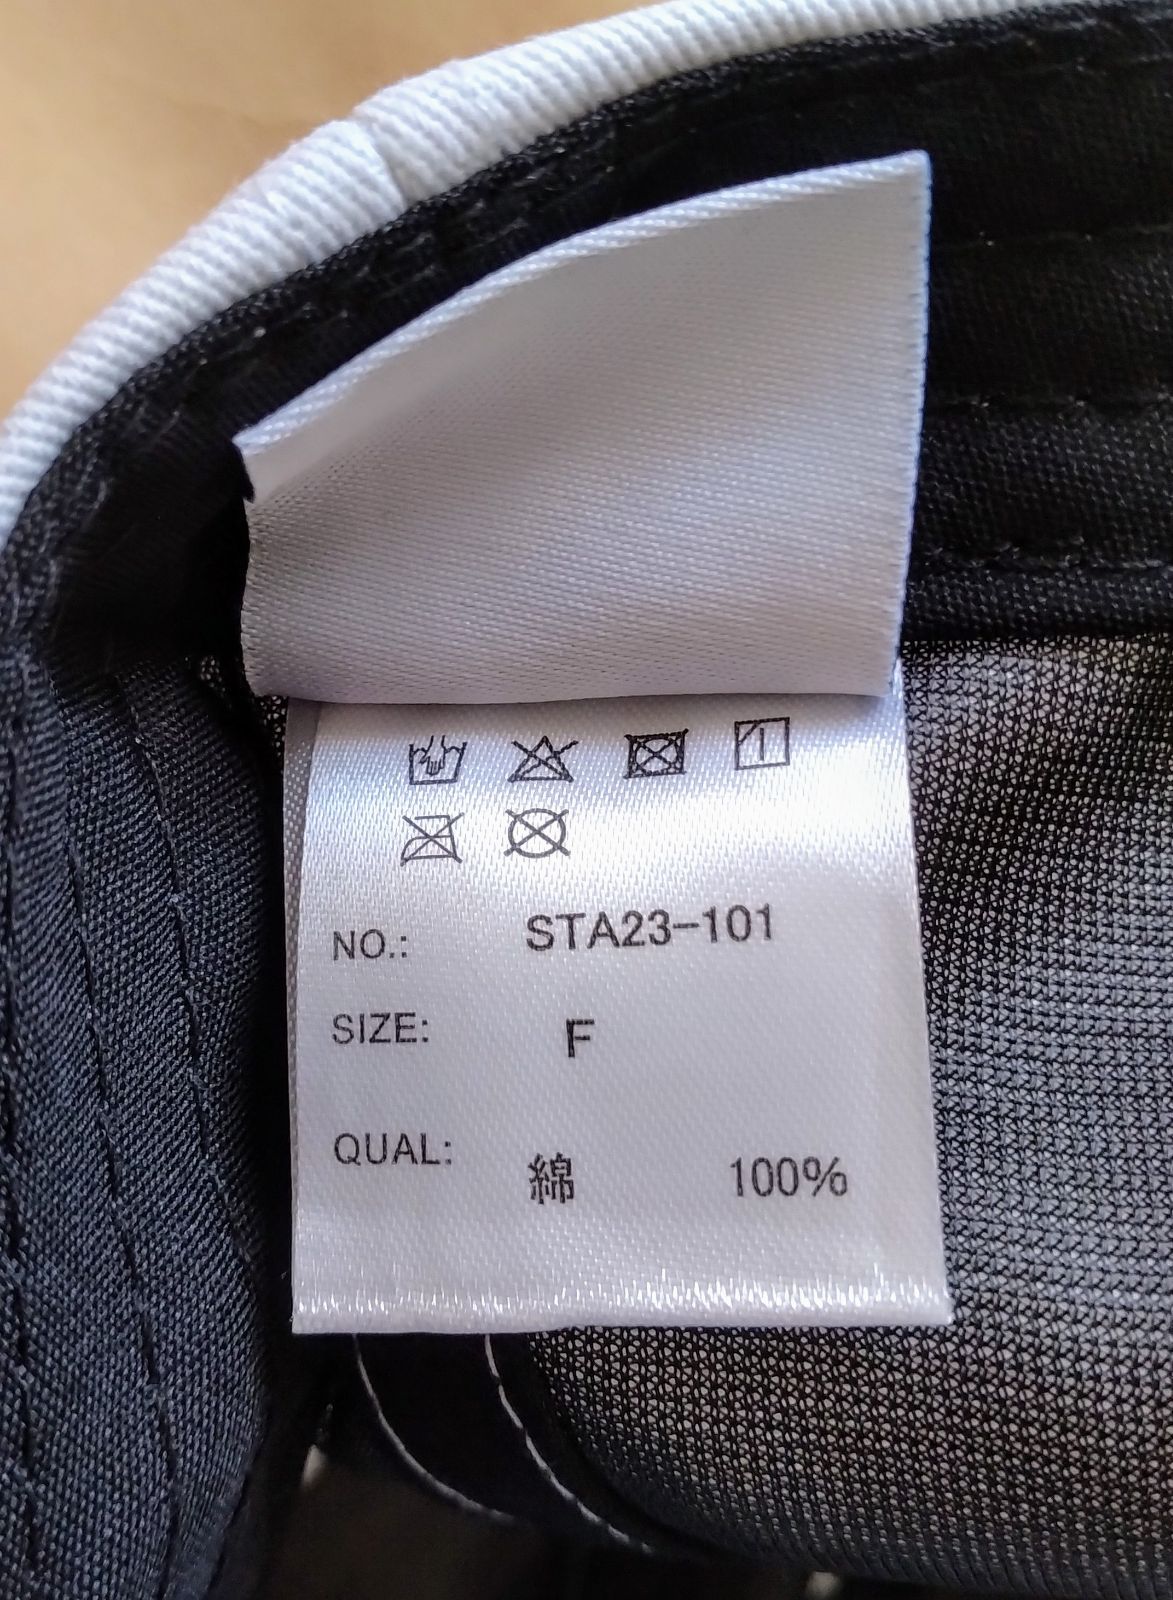 NO.: STA23-101
SIZE: F
QUAL: 綿 100%